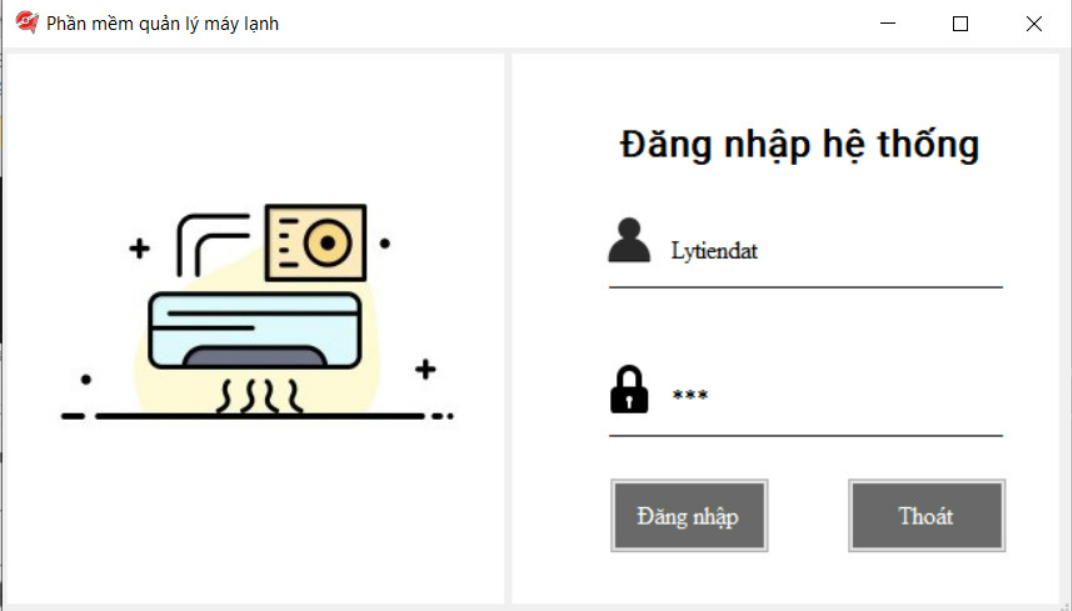 Phần mềm quản lý máy lạnh
Đăng nhập hệ thống
Lytiendat
***
Đăng nhập
Thoát